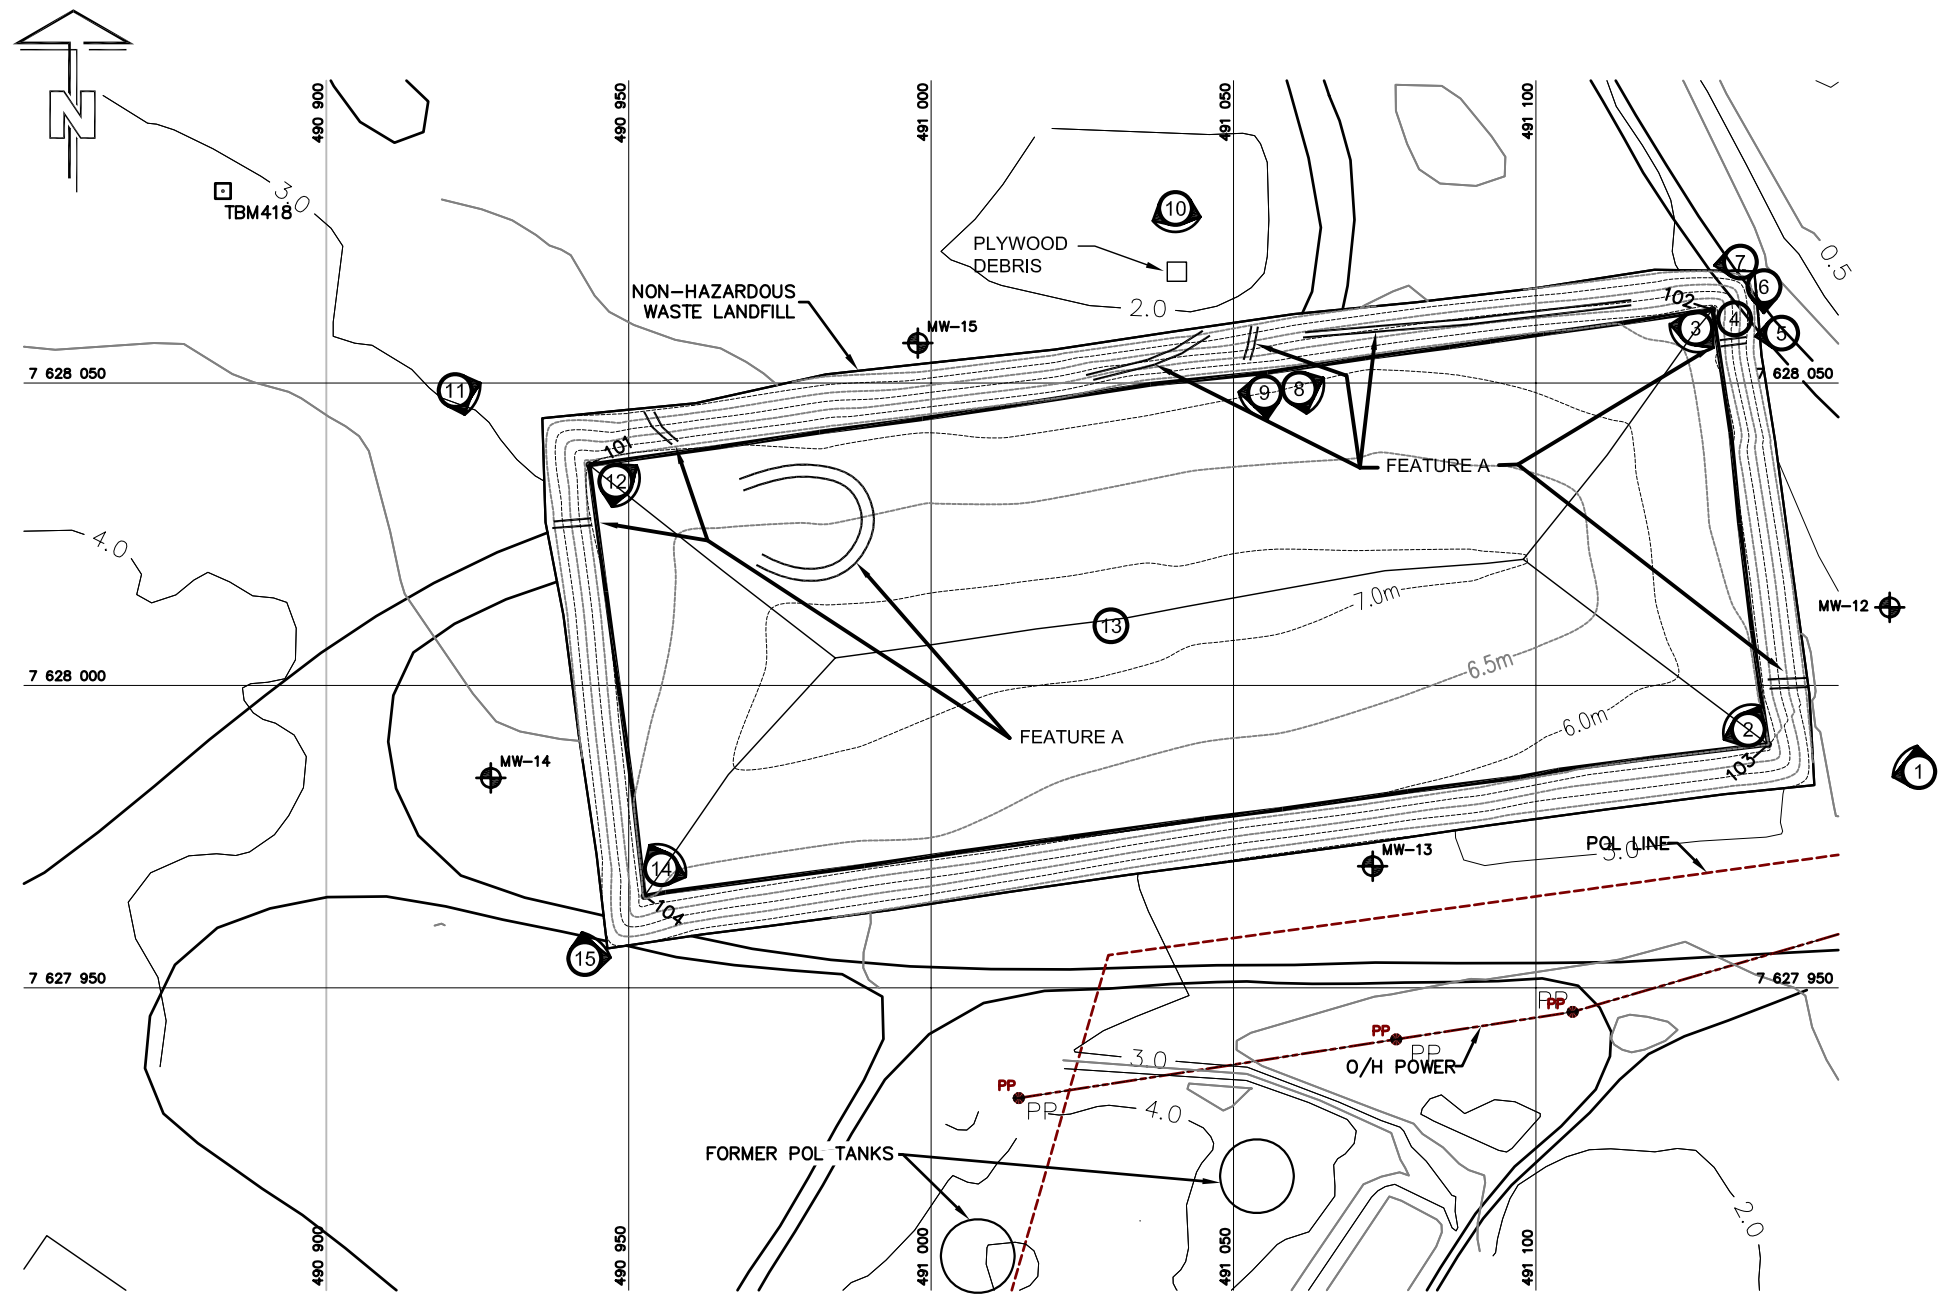 N
490 900
490 950
491 000
491 050
491 100
3.0
TBM418
10
PLYWOOD
DEBRIS
2.0
0.5
7
6
NON-HAZARDOUS
WASTE LANDFILL
MW-15
102
4
3
5
7 628 050
7 628 050
11
9
8
101
12
FEATURE A
4.0
7.0m
13
MW-12
6.5m
7 628 000
6.0m
2
FEATURE A
MW-14
103
1
POL LINE
3.0
MW-13
14
104
15
7 627 950
7 627 950
PP
PP
PP
PP
3.0
O/H POWER
PP
PP
4.0
FORMER POL TANKS
2.0
490 900
490 950
491 000
491 050
491 100